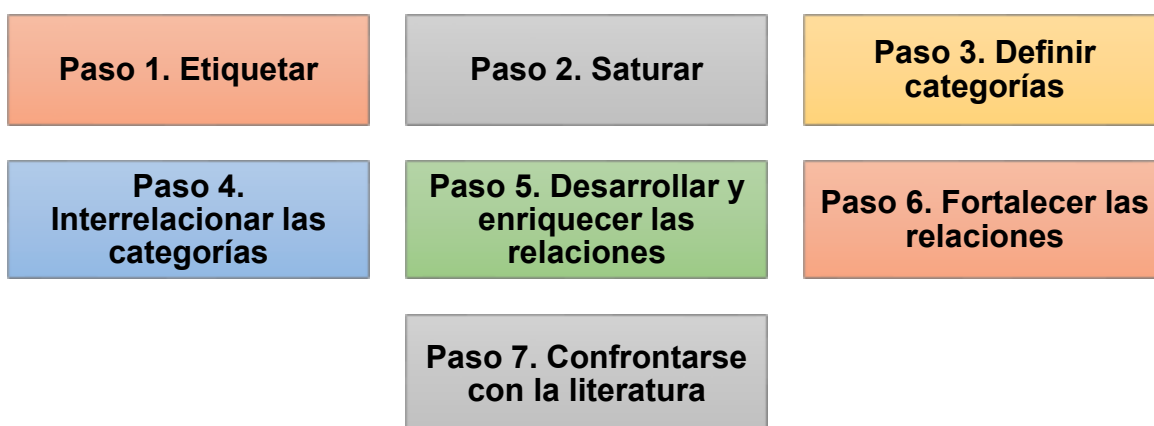 Paso 1. Etiquetar
Paso 2. Saturar
Paso 3. Definir
categorías
Paso 4.
Interrelacionar las
categorías
Paso 5. Desarrollar y
enriquecer las
relaciones
Paso 6. Fortalecer las
relaciones
Paso 7. Confrontarse
con la literatura